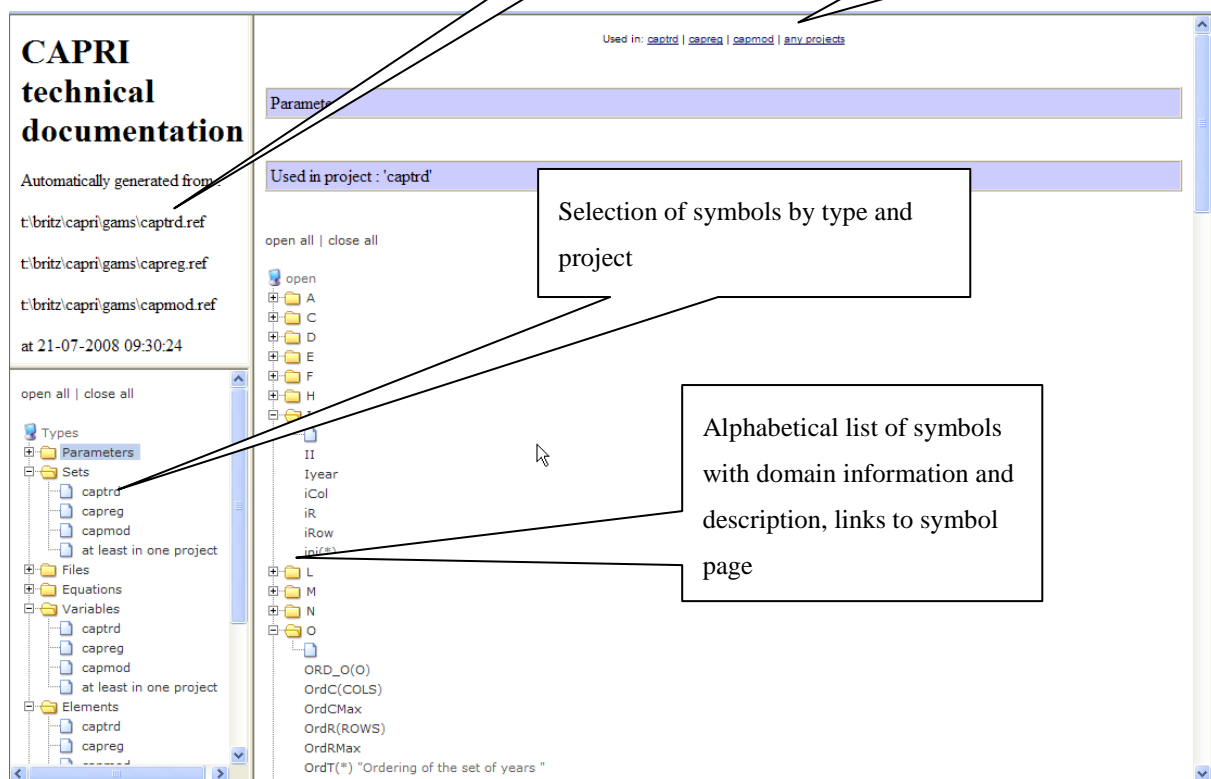 CAPRI
technical
documentation
Automatically generated from :
t:\britz\capri\gams\captrd.ref
t:\britz\capri\gams\capreg.ref
t:\britz\capri\gams\capmod.ref
at 21-07-2008 09:30:24
open all | close all
Types
Parameters
Sets
captrd
capreg
capmod
at least in one project
Files
Equations
Variables
captrd
capreg
capmod
at least in one project
Elements
captrd
capreg
Used in: captrd | capreg | capmod | any projects
Used in project : 'captrd'
open all | close all
open
A
C
D
E
F
H
II
Iyear
iCol
iR
iRow
ini(*)
L
M
N
O
ORD_O(O)
OrdC(COLS)
OrdCMax
OrdR(ROWS)
OrdRMax
OrdT(*) "Ordering of the set of years "
Selection of symbols by type and
project
Alphabetical list of symbols
with domain information and
description, links to symbol
page